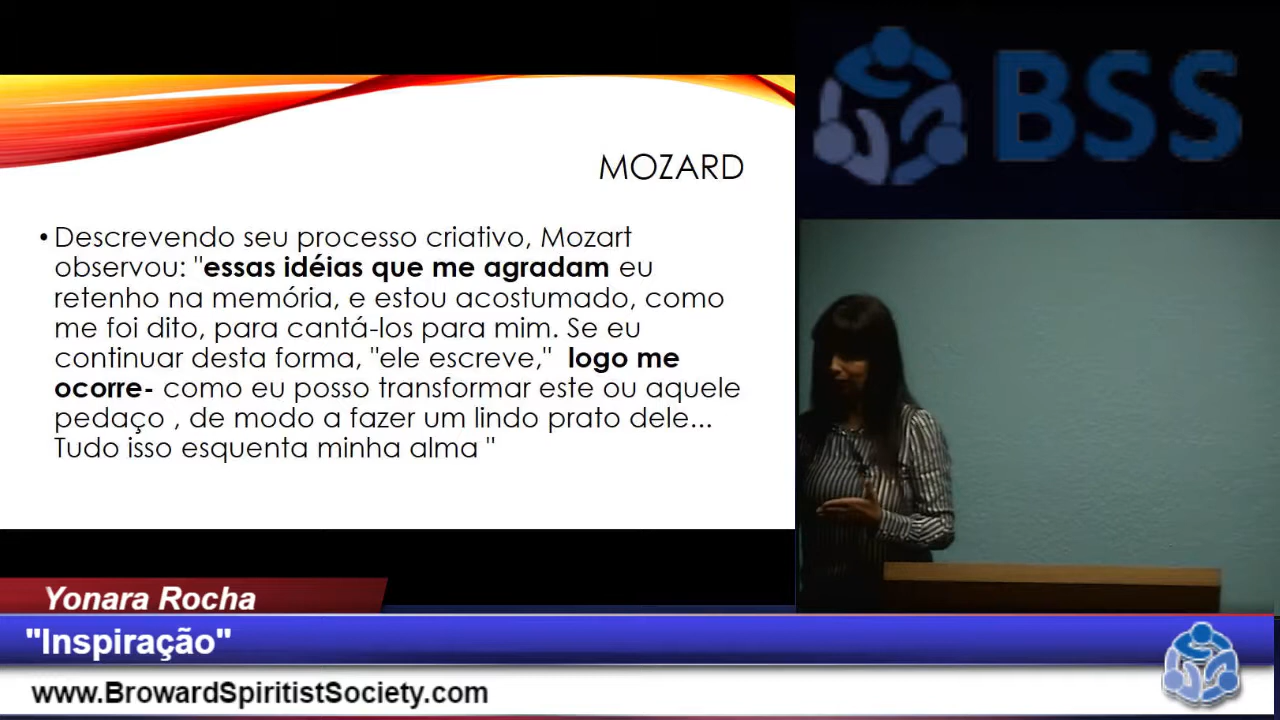 BSS
MOZARD
• Descrevendo seu processo criativo, Mozart
observou: "essas idéias que me agradam eu
retenho na memória, e estou acostumado, como
me foi dito, para cantá-los para mim. Se eu
continuar desta forma, "ele escreve," logo me
ocorre- como eu posso transformar este ou aquele
pedaço , de modo a fazer um lindo prato dele...
Tudo isso esquenta minha alma "
Yonara Rocha
"Inspiração"
www.BrowardSpiritistSociety.com